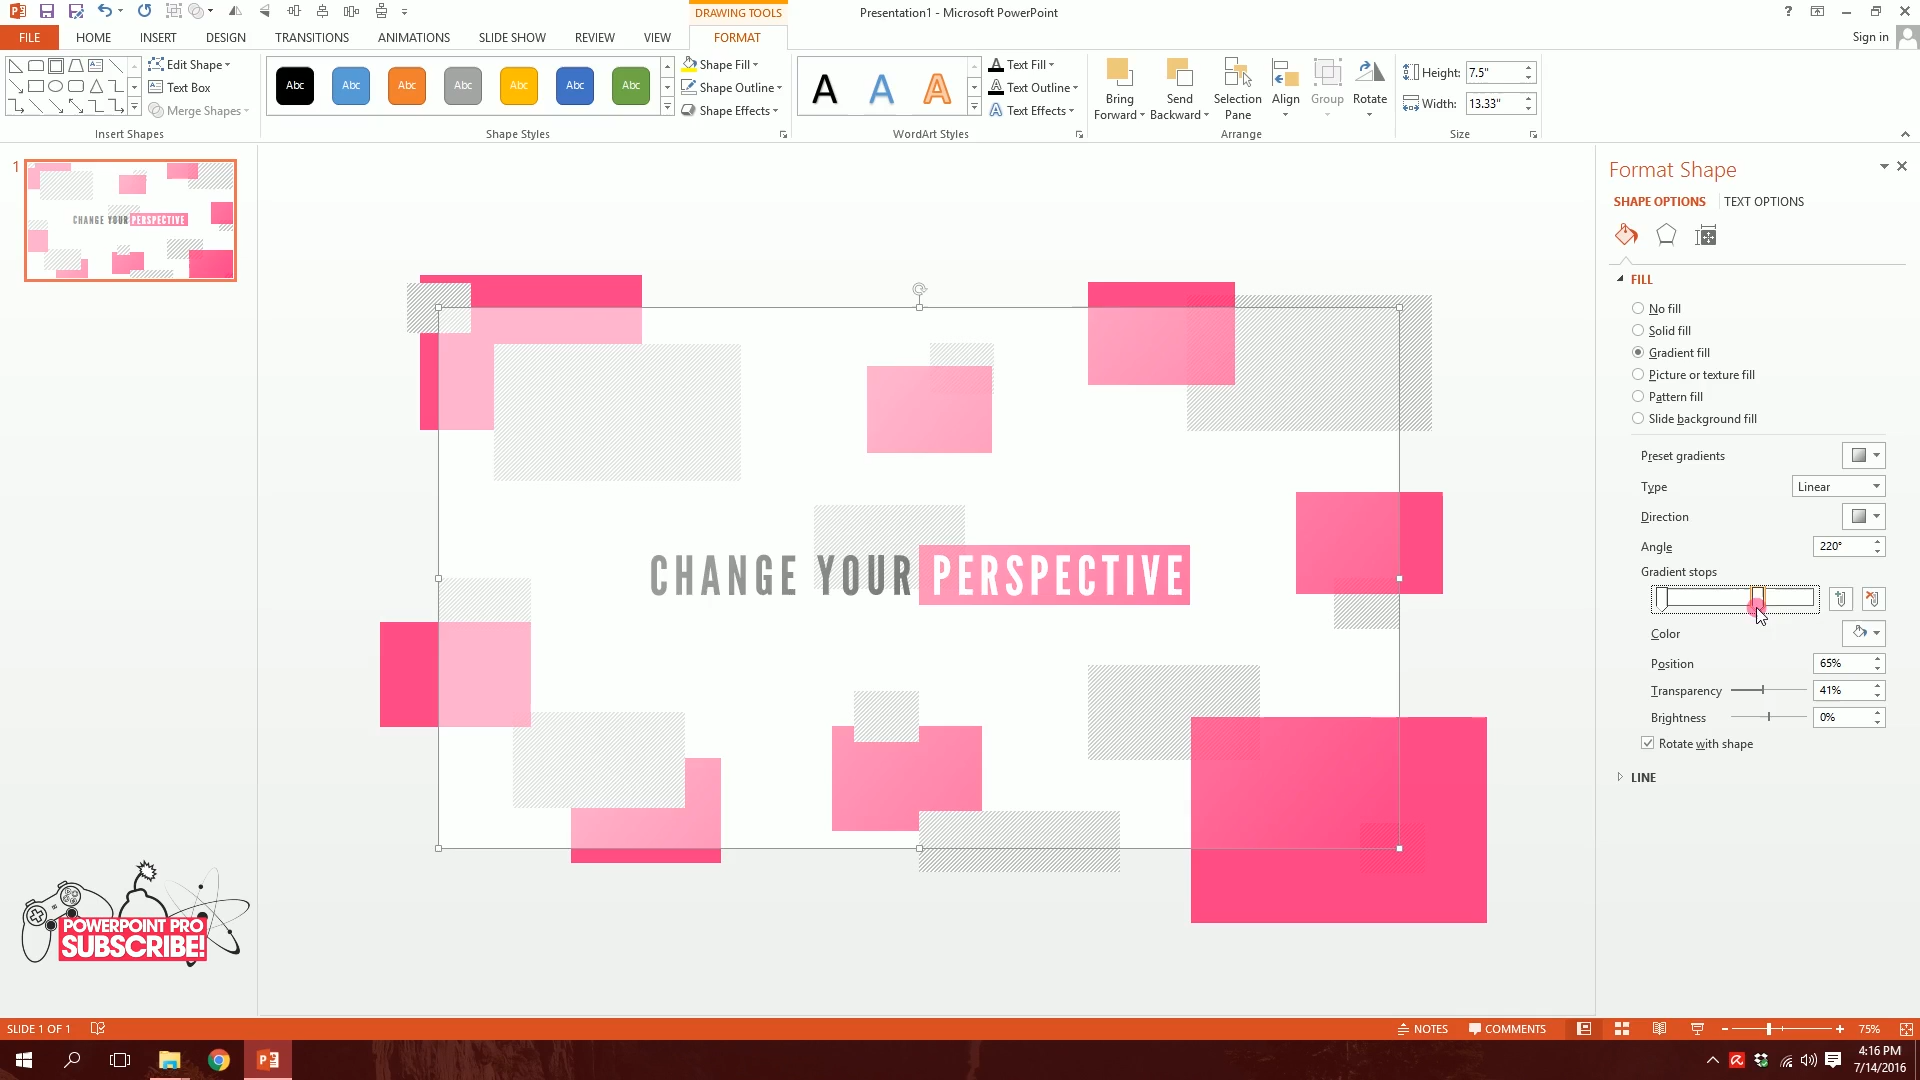 DRAWING TOOLS
Presentation1 - Microsoft PowerPoint
?
FILE
HOME
INSERT
DESIGN
TRANSITIONS
ANIMATIONS
SLIDE SHOW
REVIEW
VIEW
FORMAT
Sign in
Edit Shape
Text Box
Merge Shapes
Insert Shapes
Abc
Abc
Abc
Abc
Abc
Abc
Abc
Shape Fill
Shape Outline
Shape Effects
Shape Styles
A
A
A
Text Fill
Text Outline
Text Effects
WordArt Styles
Bring Forward
Send Backward
Selection Pane
Align
Group
Rotate
Arrange
Height: 7.5"
Width: 13.33"
Size
1
CHANGE YOUR PERSPECTIVE
CHANGE YOUR PERSPECTIVE
POWERPOINT PRO
SUBSCRIBE!
Format Shape
SHAPE OPTIONS
TEXT OPTIONS
FILL
No fill
Solid fill
Gradient fill
Picture or texture fill
Pattern fill
Slide background fill
Preset gradients
Type Linear
Direction
Angle 220°
Gradient stops
Color
Position 65%
Transparency 41%
Brightness 0%
Rotate with shape
LINE
SLIDE 1 OF 1
NOTES
COMMENTS
75%
4:16 PM
7/14/2016